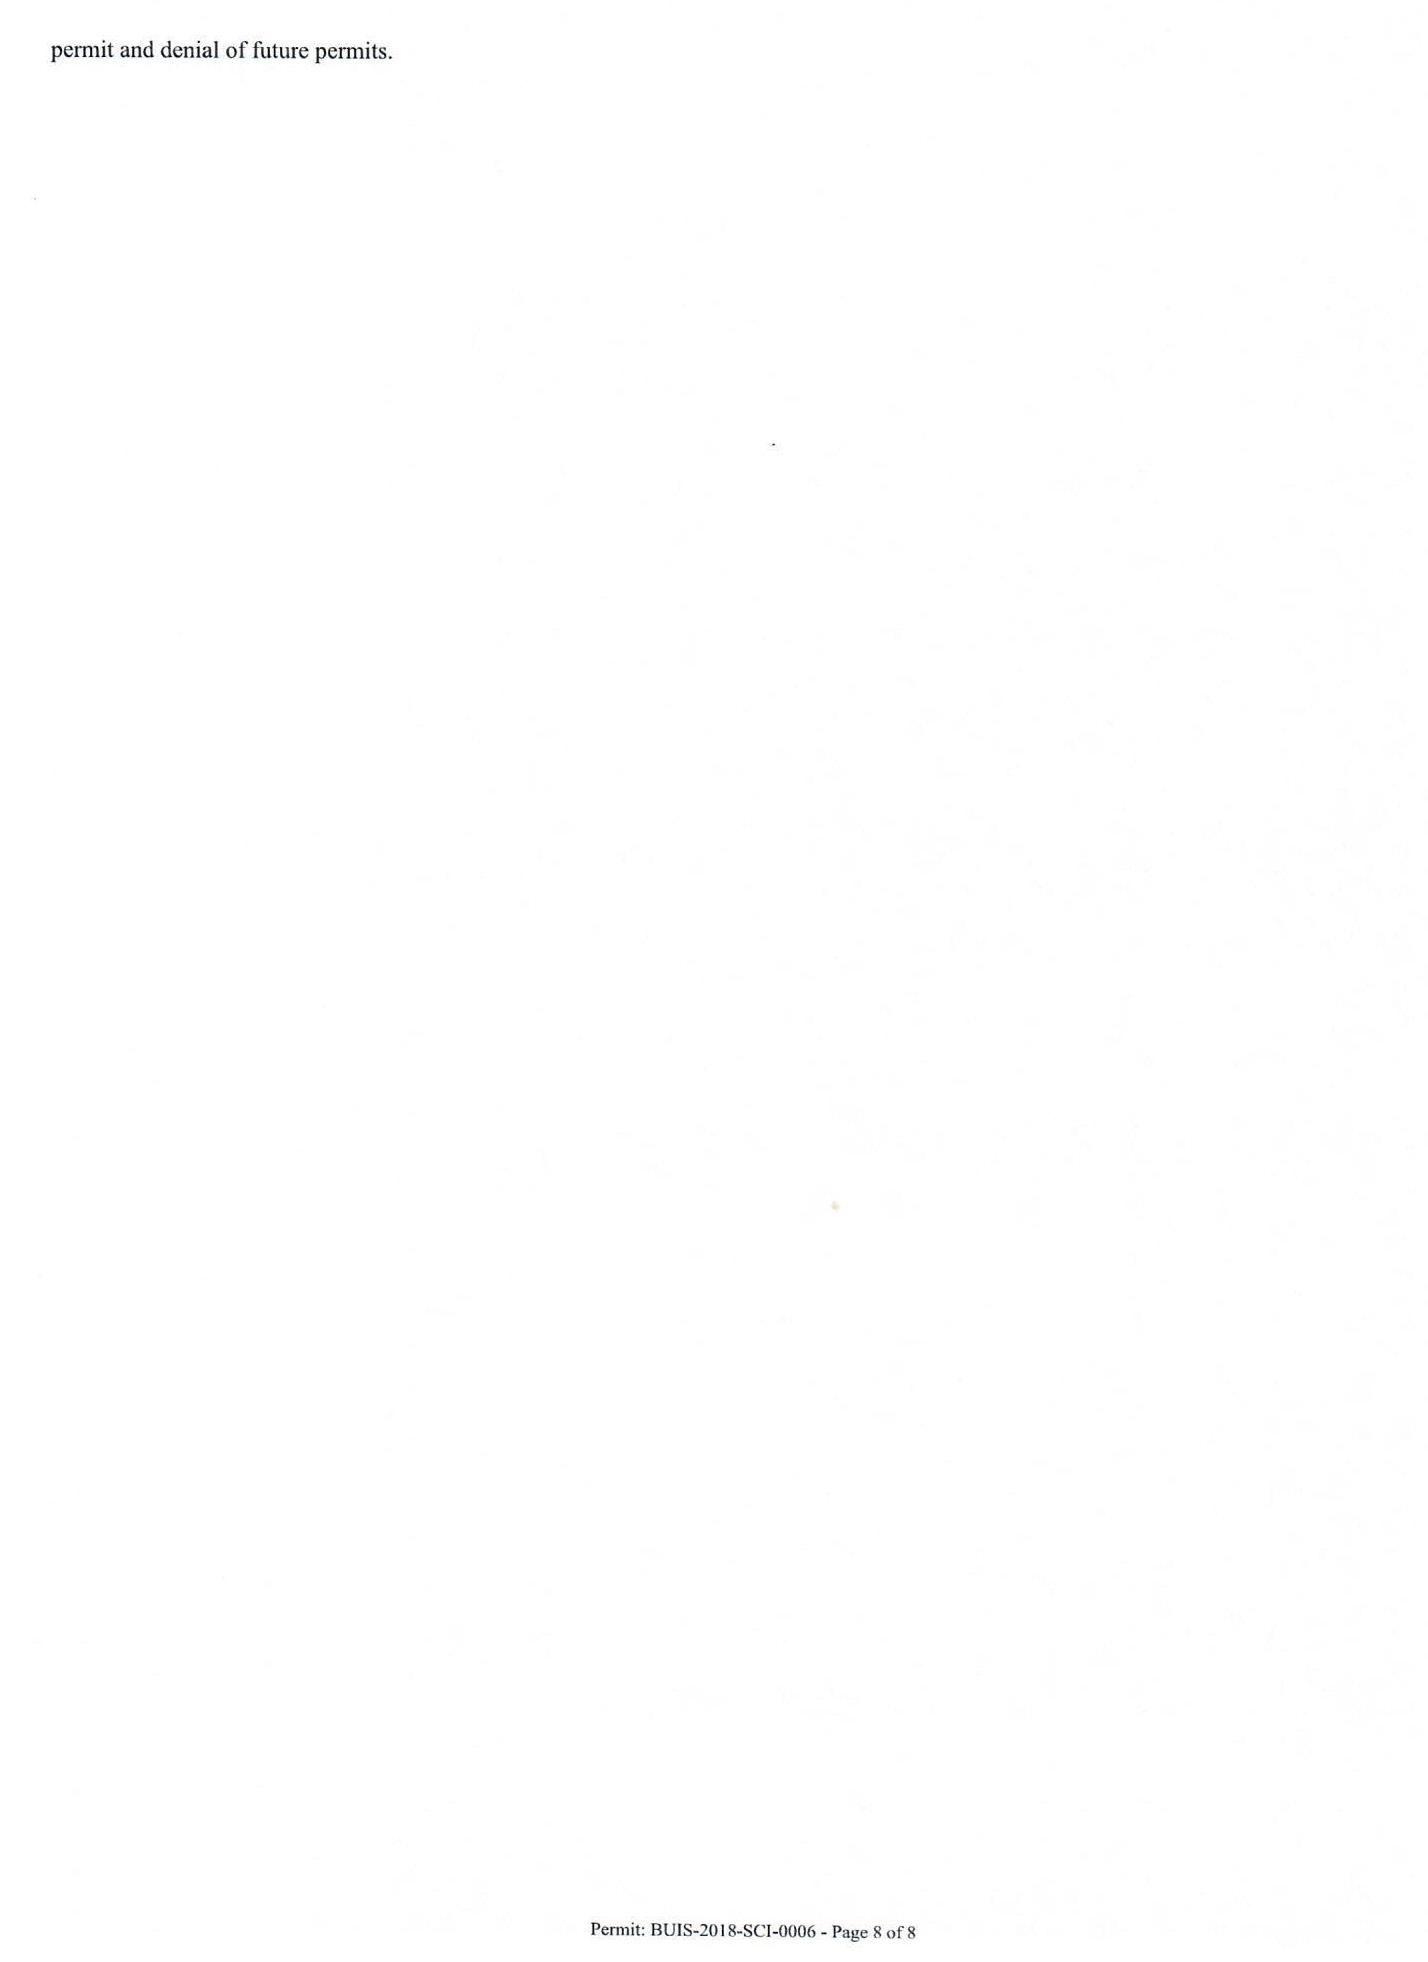 permit and denial of future permits.
Permit: BUIS-2018-SCI-0006 - Page 8 of 8